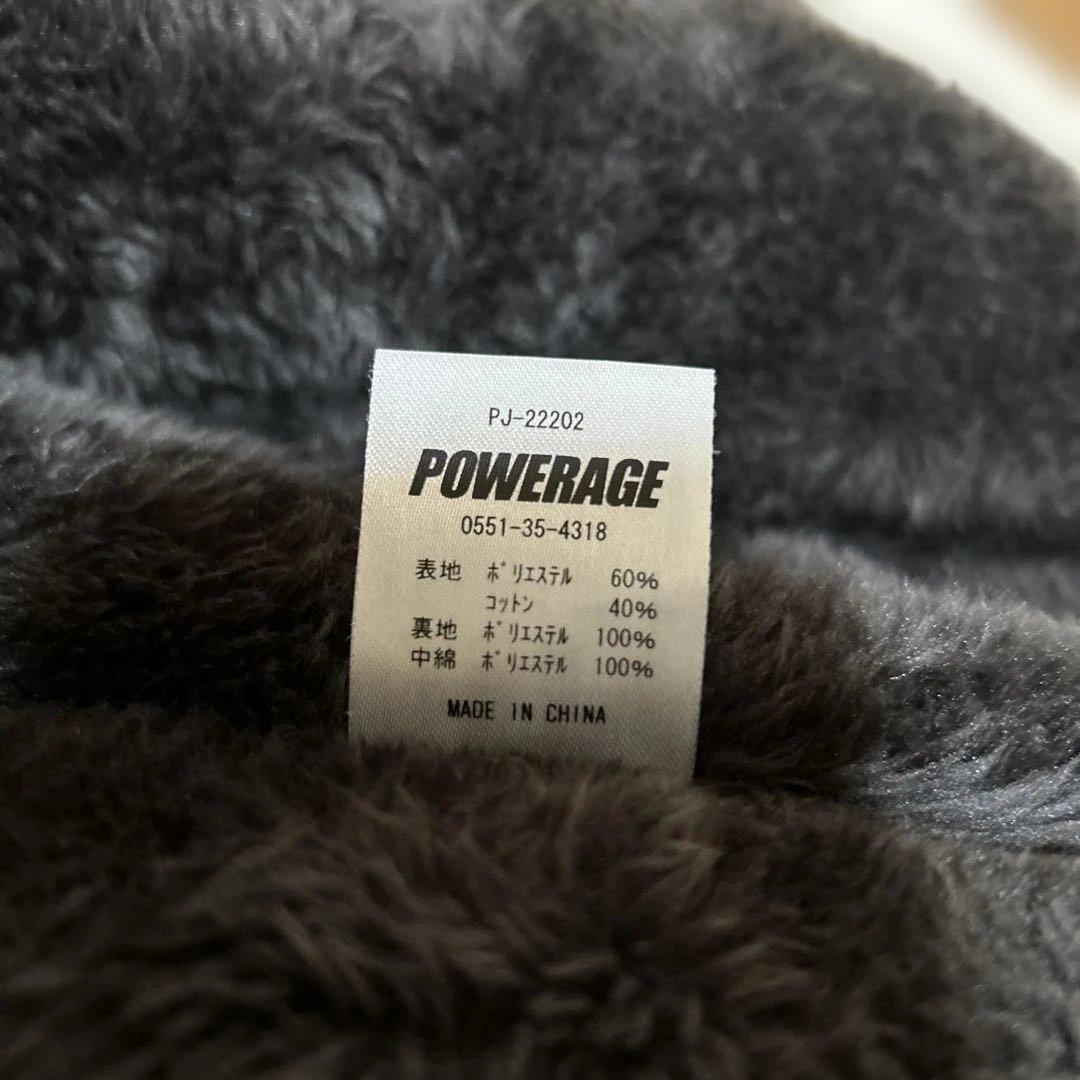 PJ-22202
POWERAGE
0551-35-4318
表地 ﾎﾟﾘｴｽﾃﾙ 60%
ｺｯﾄﾝ 40%
裏地 ﾎﾟﾘｴｽﾃﾙ 100%
中綿 ﾎﾟﾘｴｽﾃﾙ 100%
MADE IN CHINA